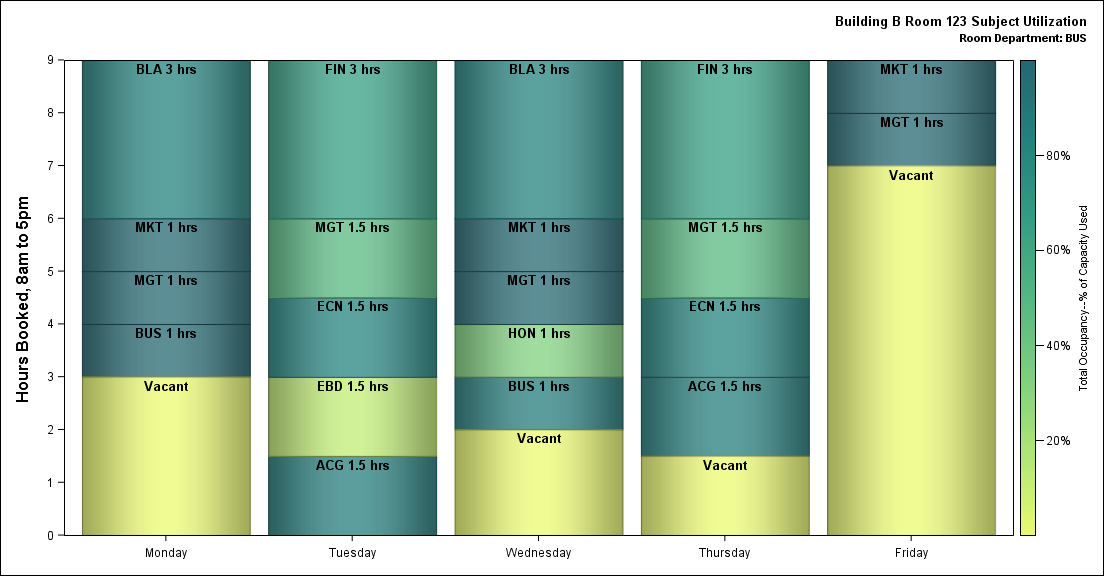 Building B Room 123 Subject Utilization
Room Department: BUS
Hours Booked, 8am to 5pm
9
8
7
6
5
4
3
2
1
0
BLA 3 hrs
MKT 1 hrs
MGT 1 hrs
BUS 1 hrs
Vacant
Monday
FIN 3 hrs
MGT 1.5 hrs
ECN 1.5 hrs
EBD 1.5 hrs
ACG 1.5 hrs
Tuesday
BLA 3 hrs
MKT 1 hrs
MGT 1 hrs
HON 1 hrs
BUS 1 hrs
Vacant
Wednesday
FIN 3 hrs
MGT 1.5 hrs
ECN 1.5 hrs
ACG 1.5 hrs
Vacant
Thursday
MKT 1 hrs
MGT 1 hrs
Vacant
Friday
80%
60%
40%
20%
Total Occupancy--% of Capacity Used